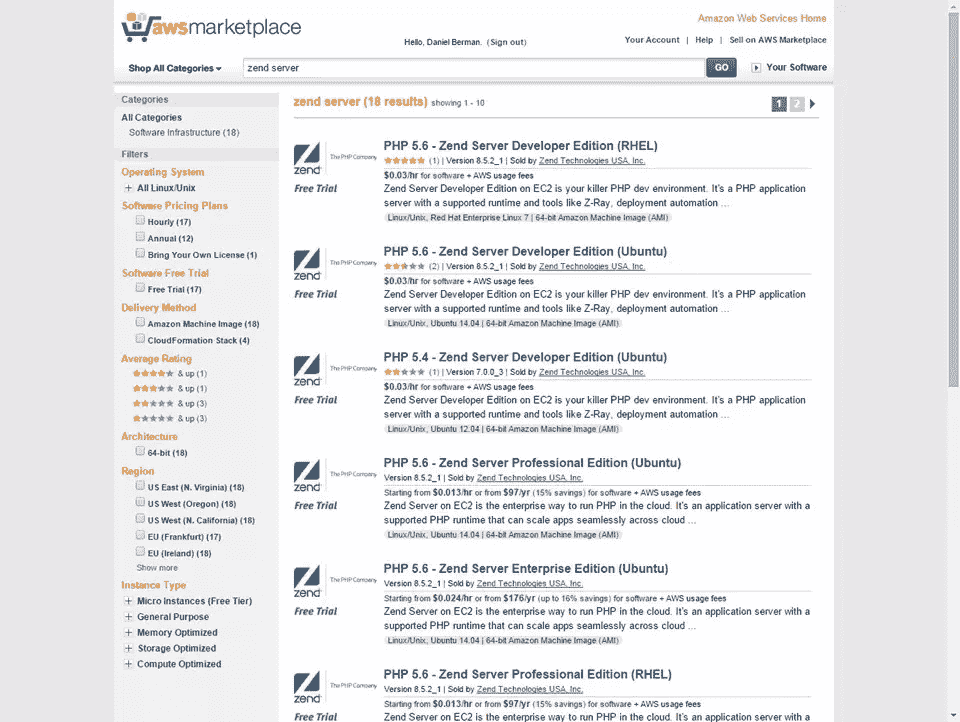 awsmarketplace
Amazon Web Services Home
Hello, Daniel Berman. (Sign out)
Your Account | Help | Sell on AWS Marketplace
Shop All Categories
zend server
GO
Your Software
Categories
All Categories
Software Infrastructure (18)
Filters
Operating System
All Linux/Unix
Software Pricing Plans
Hourly (17)
Annual (12)
Bring Your Own License (1)
Software Free Trial
Free Trial (17)
Delivery Method
Amazon Machine Image (18)
CloudFormation Stack (4)
Average Rating
& up (1)
& up (1)
& up (3)
& up (3)
Architecture
64-bit (18)
Region
US East (N. Virginia) (18)
US West (Oregon) (18)
US West (N. California) (18)
EU (Frankfurt) (17)
EU (Ireland) (18)
Show more
Instance Type
Micro Instances (Free Tier)
General Purpose
Memory Optimized
Storage Optimized
Compute Optimized
zend server (18 results) showing 1 - 10
1 2
zend The PHP Company
Free Trial
PHP 5.6 - Zend Server Developer Edition (RHEL)
(1) | Version 8.5.2_1 | Sold by Zend Technologies USA, Inc.
$0.03/hr for software + AWS usage fees
Zend Server Developer Edition on EC2 is your killer PHP dev environment. It's a PHP application
server with a supported runtime and tools like Z-Ray, deployment automation ...
Linux/Unix, Red Hat Enterprise Linux 7 | 64-bit Amazon Machine Image (AMI)
zend The PHP Company
Free Trial
PHP 5.6 - Zend Server Developer Edition (Ubuntu)
(2) | Version 8.5.2_1 | Sold by Zend Technologies USA, Inc.
$0.03/hr for software + AWS usage fees
Zend Server Developer Edition on EC2 is your killer PHP dev environment. It's a PHP application
server with a supported runtime and tools like Z-Ray, deployment automation ...
Linux/Unix, Ubuntu 14.04 | 64-bit Amazon Machine Image (AMI)
zend The PHP Company
Free Trial
PHP 5.4 - Zend Server Developer Edition (Ubuntu)
(1) | Version 7.0.0_3 | Sold by Zend Technologies USA, Inc.
$0.03/hr for software + AWS usage fees
Zend Server Developer Edition on EC2 is your killer PHP dev environment. It's a PHP application
server with a supported runtime and tools like Z-Ray, deployment automation ...
Linux/Unix, Ubuntu 12.04 | 64-bit Amazon Machine Image (AMI)
zend The PHP Company
Free Trial
PHP 5.6 - Zend Server Professional Edition (Ubuntu)
Version 8.5.2_1 | Sold by Zend Technologies USA, Inc.
Starting from $0.013/hr or from $97/yr (15% savings) for software + AWS usage fees
Zend Server on EC2 is the enterprise way to run PHP in the cloud. It's an application server with a
supported PHP runtime that can scale apps seamlessly across cloud ...
Linux/Unix, Ubuntu 14.04 | 64-bit Amazon Machine Image (AMI)
zend The PHP Company
Free Trial
PHP 5.6 - Zend Server Enterprise Edition (Ubuntu)
Version 8.5.2_1 | Sold by Zend Technologies USA, Inc.
Starting from $0.024/hr or from $176/yr (up to 16% savings) for software + AWS usage fees
Zend Server on EC2 is the enterprise way to run PHP in the cloud. It's an application server with a
supported PHP runtime that can scale apps seamlessly across cloud ...
Linux/Unix, Ubuntu 14.04 | 64-bit Amazon Machine Image (AMI)
zend The PHP Company
Free Trial
PHP 5.6 - Zend Server Professional Edition (RHEL)
Version 8.5.2_1 | Sold by Zend Technologies USA, Inc.
Starting from $0.013/hr or from $97/yr (15% savings) for software + AWS usage fees
Zend Server on EC2 is the enterprise way to run PHP in the cloud. It's an application server with a